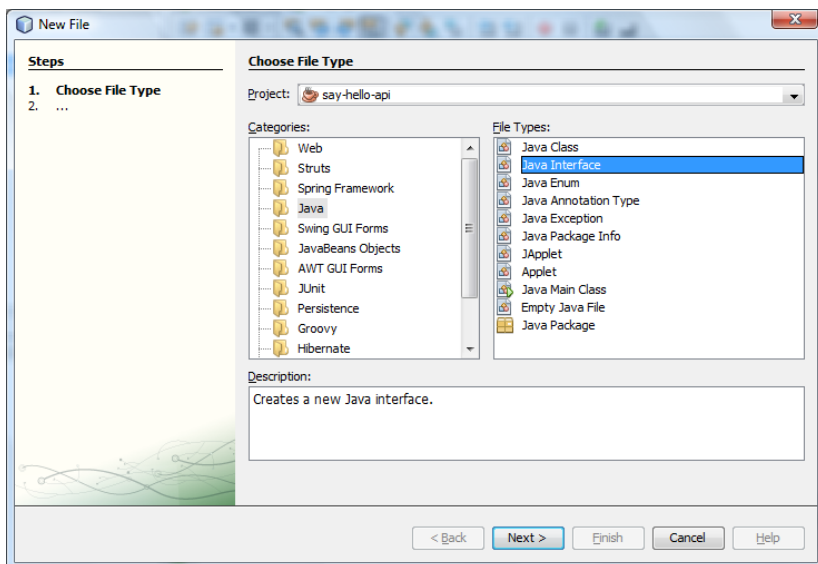 New File
Steps
1. Choose File Type
2. ...
Choose File Type
Project: say-hello-api
Categories:
Web
Struts
Spring Framework
Java
Swing GUI Forms
JavaBeans Objects
AWT GUI Forms
JUnit
Persistence
Groovy
Hibernate
File Types:
Java Class
Java Interface
Java Enum
Java Annotation Type
Java Exception
Java Package Info
JApplet
Applet
Java Main Class
Empty Java File
Java Package
Description:
Creates a new Java interface.
< Back Next > Finish Cancel Help